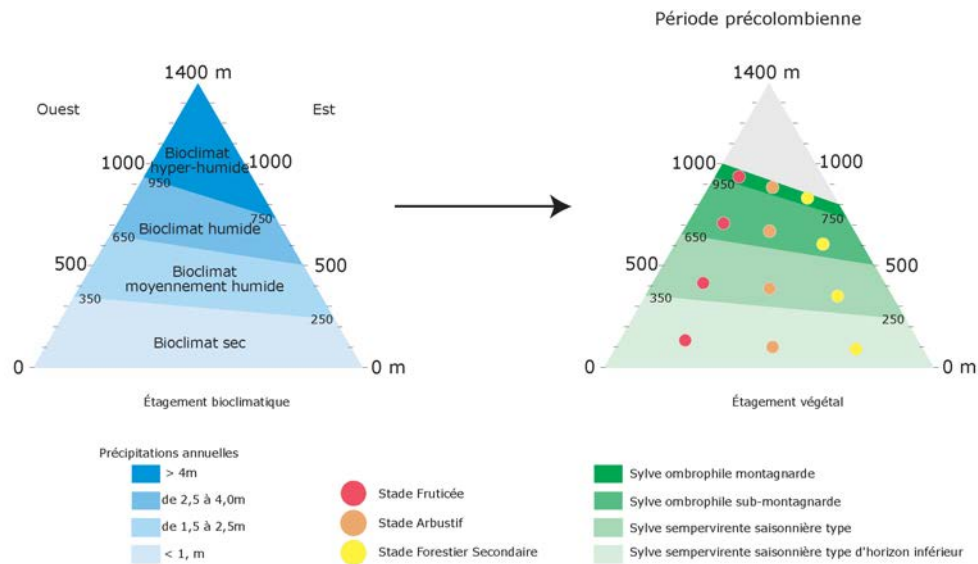 Période précolombienne
1400 m
Ouest
Est
1000
1000
Bioclimat
hyper-humide
950
750
Bioclimat humide
650
500
500
Bioclimat
moyennement humide
350
250
Bioclimat sec
0
0 m
Étagement bioclimatique
1400 m
1000
1000
950
750
650
500
500
350
250
0
0 m
Étagement végétal
Précipitations annuelles
> 4m
de 2,5 à 4,0m
de 1,5 à 2,5m
< 1, m
Stade Fruticée
Stade Arbustif
Stade Forestier Secondaire
Sylve ombrophile montagnarde
Sylve ombrophile sub-montagnarde
Sylve sempervirente saisonnière type
Sylve sempervirente saisonnière type d'horizon inférieur